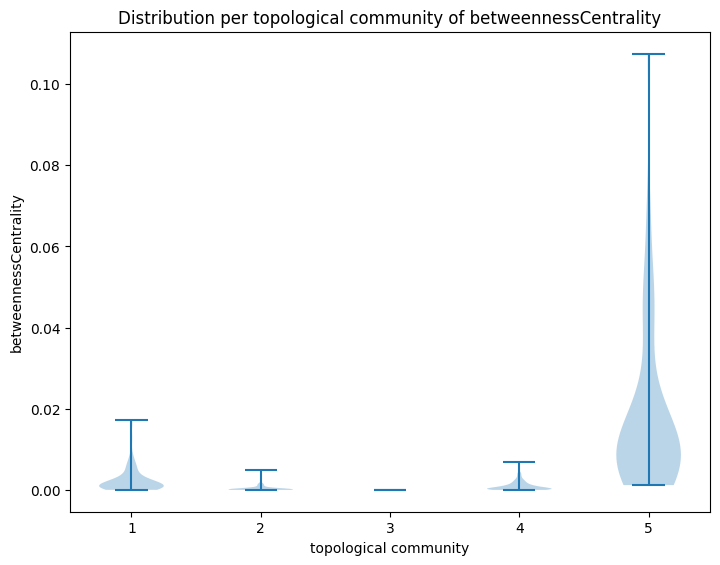 Distribution per topological community of betweennessCentrality
betweennessCentrality
0.10
0.08
0.06
0.04
0.02
0.00
1 2 3 4 5
topological community